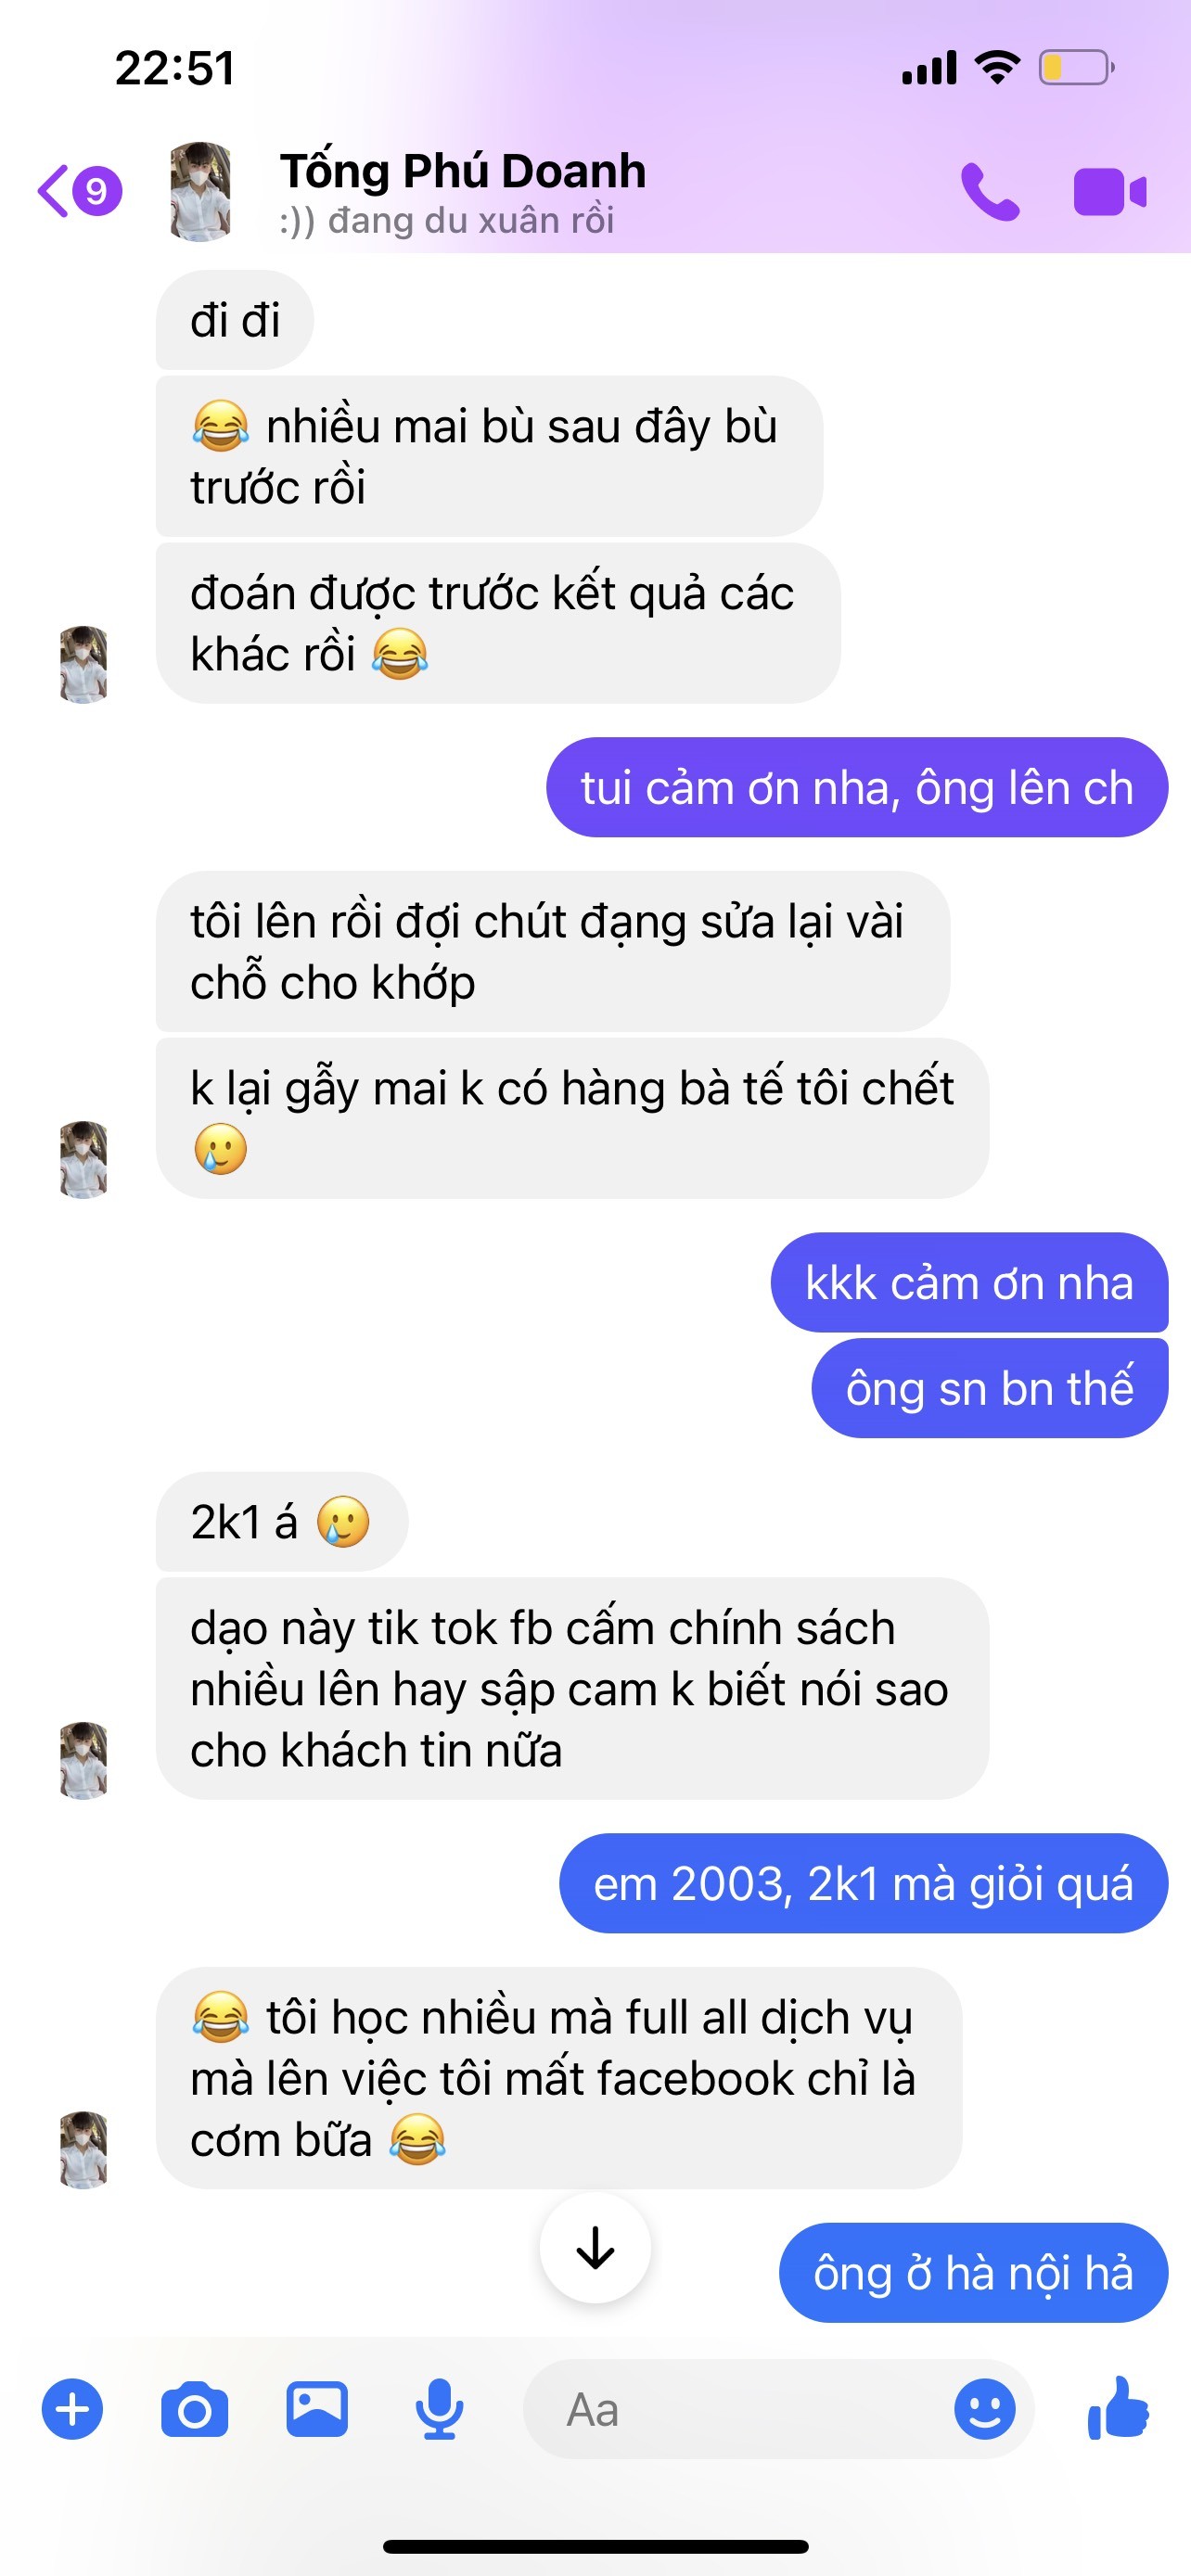 22:51
9
Tống Phú Doanh
:)) đang du xuân rồi
đi đi
😂 nhiều mai bù sau đây bù
trước rồi
đoán được trước kết quả các
khác rồi 😂
tui cảm ơn nha, ông lên ch
tôi lên rồi đợi chút đạng sửa lại vài
chỗ cho khớp
k lại gẫy mai k có hàng bà tế tôi chết
🥲
kkk cảm ơn nha
ông sn bn thế
2k1 á 🥲
dạo này tik tok fb cấm chính sách
nhiều lên hay sập cam k biết nói sao
cho khách tin nữa
em 2003, 2k1 mà giỏi quá
😂 tôi học nhiều mà full all dịch vụ
mà lên việc tôi mất facebook chỉ là
cơm bữa 😂
ông ở hà nội hả
Aa